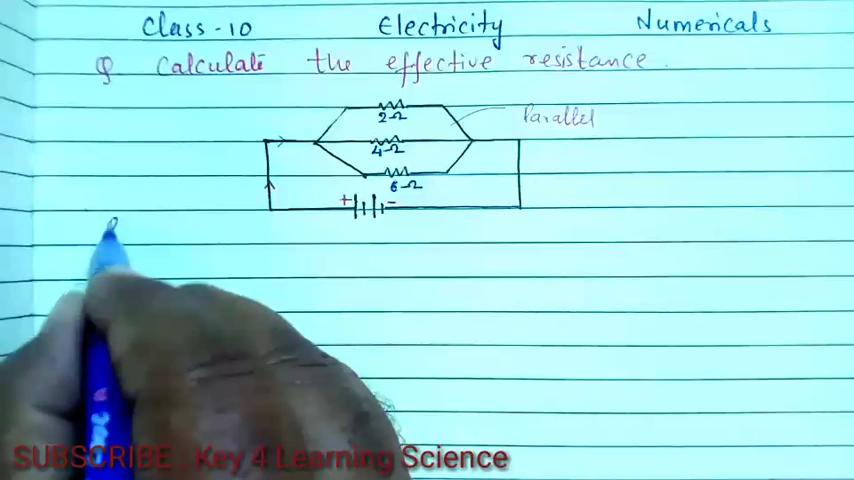 Class-10 Electricity Numericals
Q Calculate the effective resistance.
2Ω
Parallel
4Ω
6Ω
+ -
SUBSCRIBE : Key 4 Learning Science